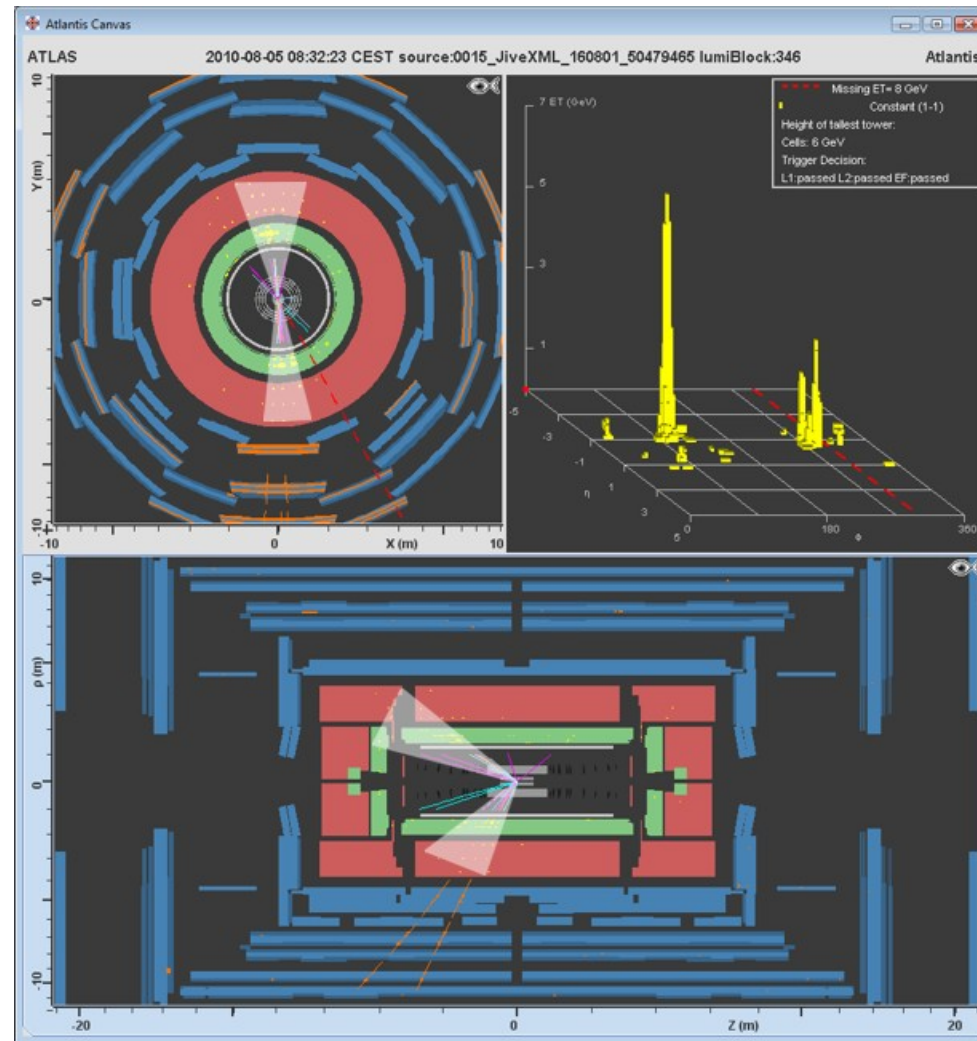 Atlantis Canvas
ATLAS 2010-08-05 08:32:23 CEST source:0015_JiveXML_160801_50479465 lumiBlock:346 Atlantis
10
Y (m)
0
-10
-10 0 X (m) 10
7 ET (GeV)
5
3
1
-5
-3
-1
η 1
3
5 0 180 Φ 360
Missing ET= 8 GeV
Constant (1-1)
Height of tallest tower:
Cells: 6 GeV
Trigger Decision:
L1:passed L2:passed EF:passed
10
ρ (m)
0
-10
-20 0 Z (m) 20